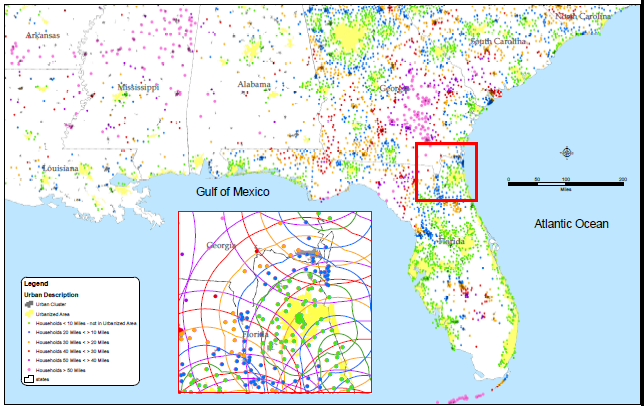 North Carolina
Arkansas
South Carolina
Mississippi
Alabama
Georgia
Louisiana
Gulf of Mexico
0 50 100 200
Miles
Atlantic Ocean
Georgia
Florida
Florida
Legend
Urban Description
Urban Cluster
Urbanized Area
Households < 10 Miles - not in Urbanized Area
Households 20 Miles < > 10 Miles
Households 30 Miles < > 20 Miles
Households 40 Miles < > 30 Miles
Households 50 Miles < > 40 Miles
Households > 50 Miles
states